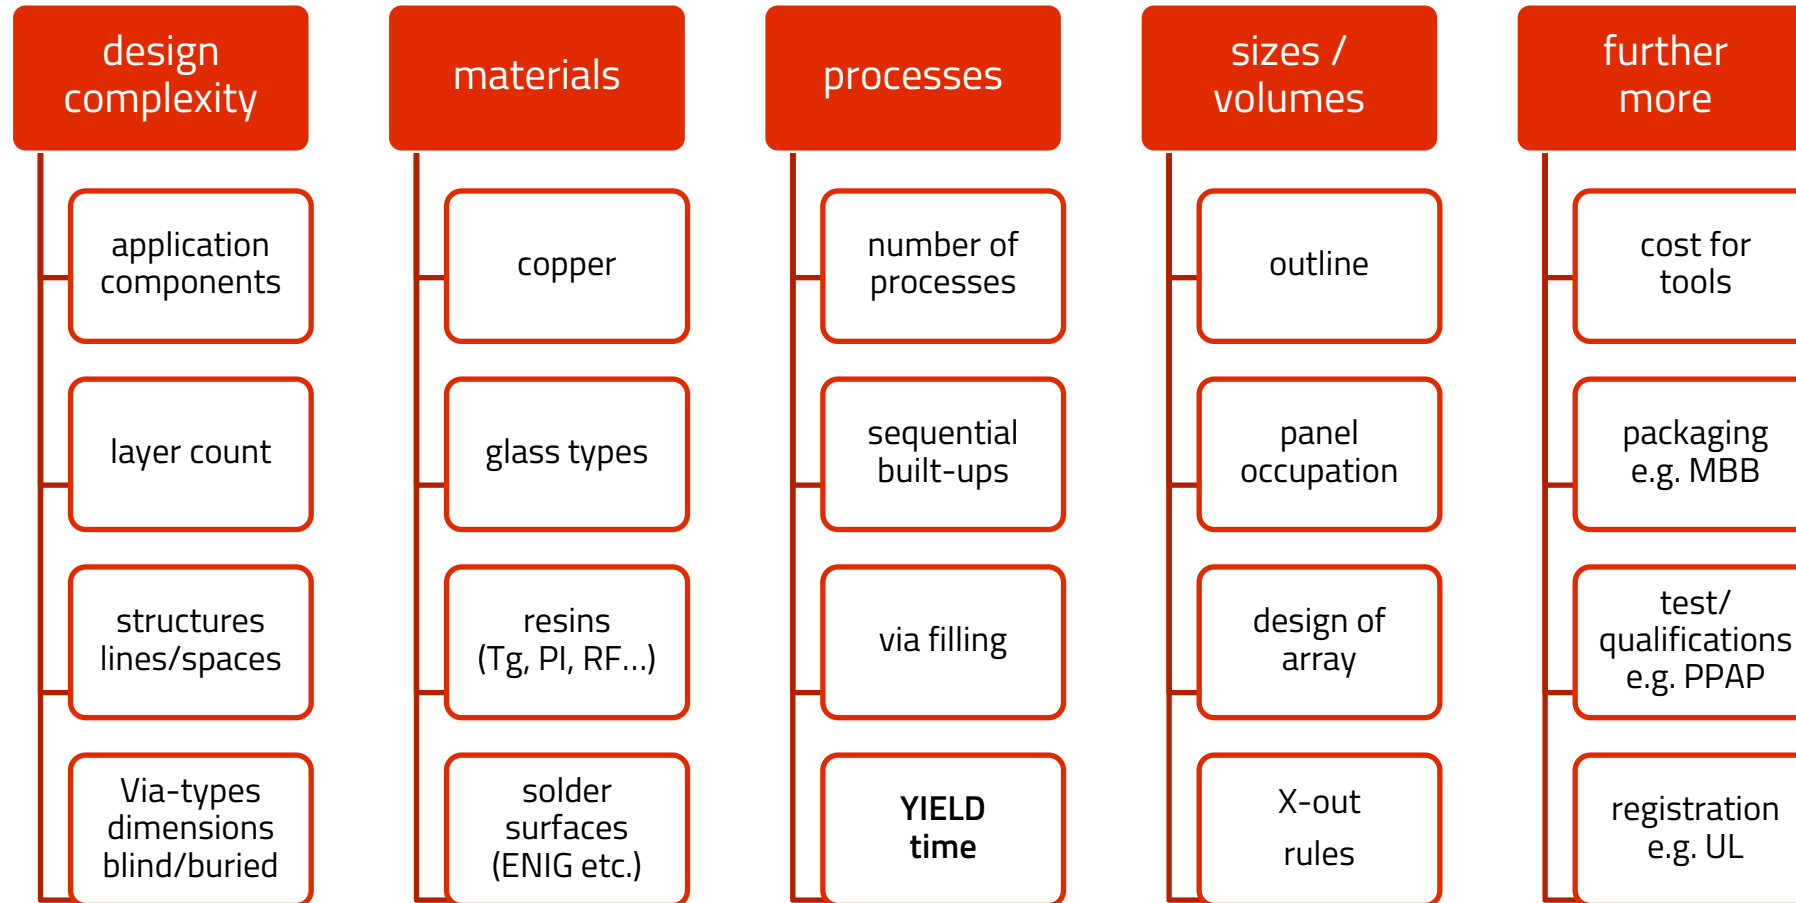 design
complexity
application
components
layer count
structures
lines/spaces
Via-types
dimensions
blind/buried
materials
copper
glass types
resins
(Tg, PI, RF...)
solder
surfaces
(ENIG etc.)
processes
number of
processes
sequential
built-ups
via filling
YIELD
time
sizes /
volumes
outline
panel
occupation
design of
array
X-out
rules
further
more
cost for
tools
packaging
e.g. MBB
test/
qualifications
e.g. PPAP
registration
e.g. UL